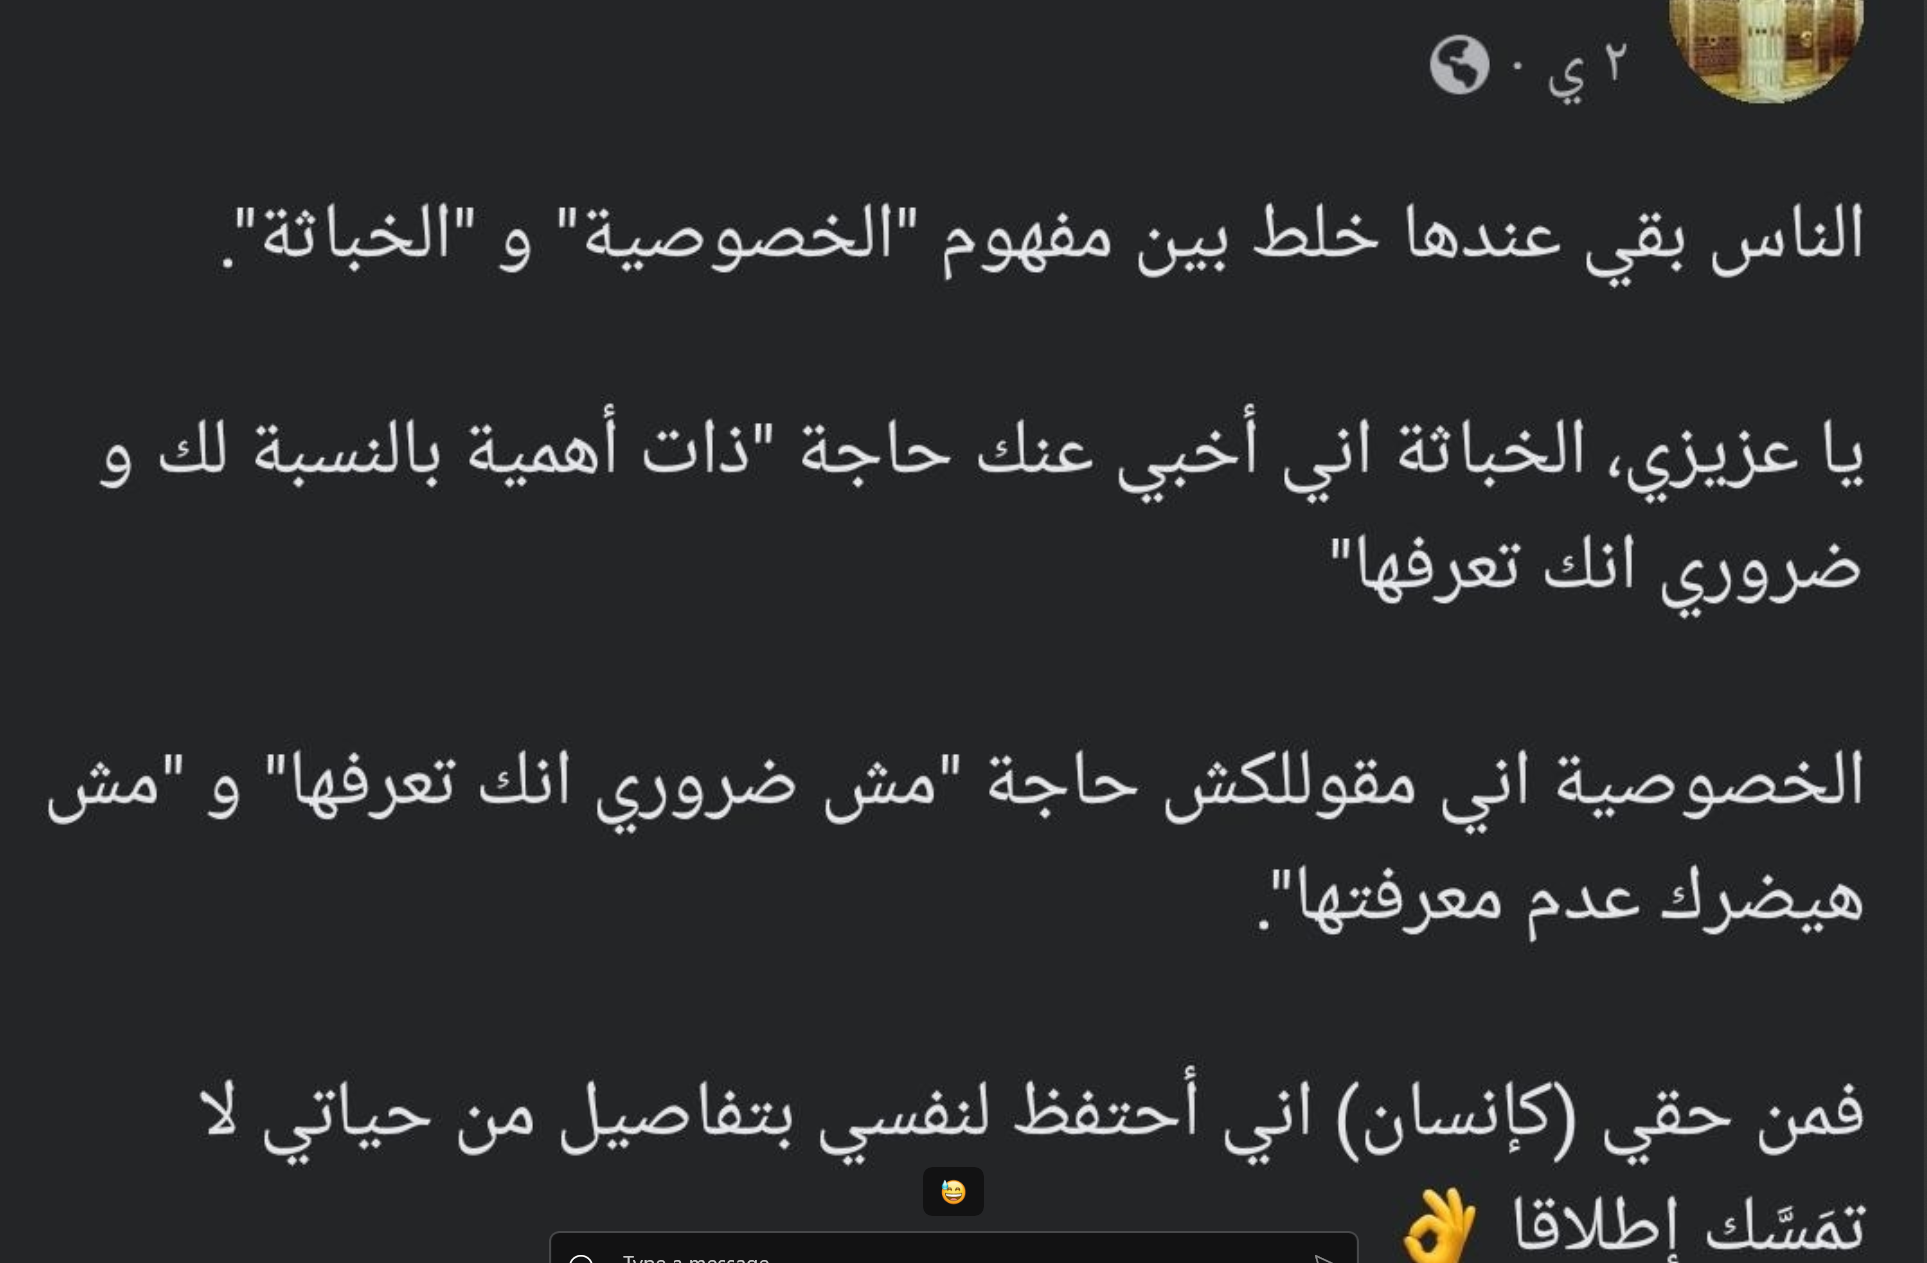 ٢ ي ·
الناس بقي عندها خلط بين مفهوم "الخصوصية" و "الخباثة".
يا عزيزي، الخباثة اني أخبي عنك حاجة "ذات أهمية بالنسبة لك و
ضروري انك تعرفها"
الخصوصية اني مقوللكش حاجة "مش ضروري انك تعرفها" و "مش
هيضرك عدم معرفتها".
فمن حقي (كإنسان) اني أحتفظ لنفسي بتفاصيل من حياتي لا
تمَسَّك إطلاقا 👌
😅
Type a message